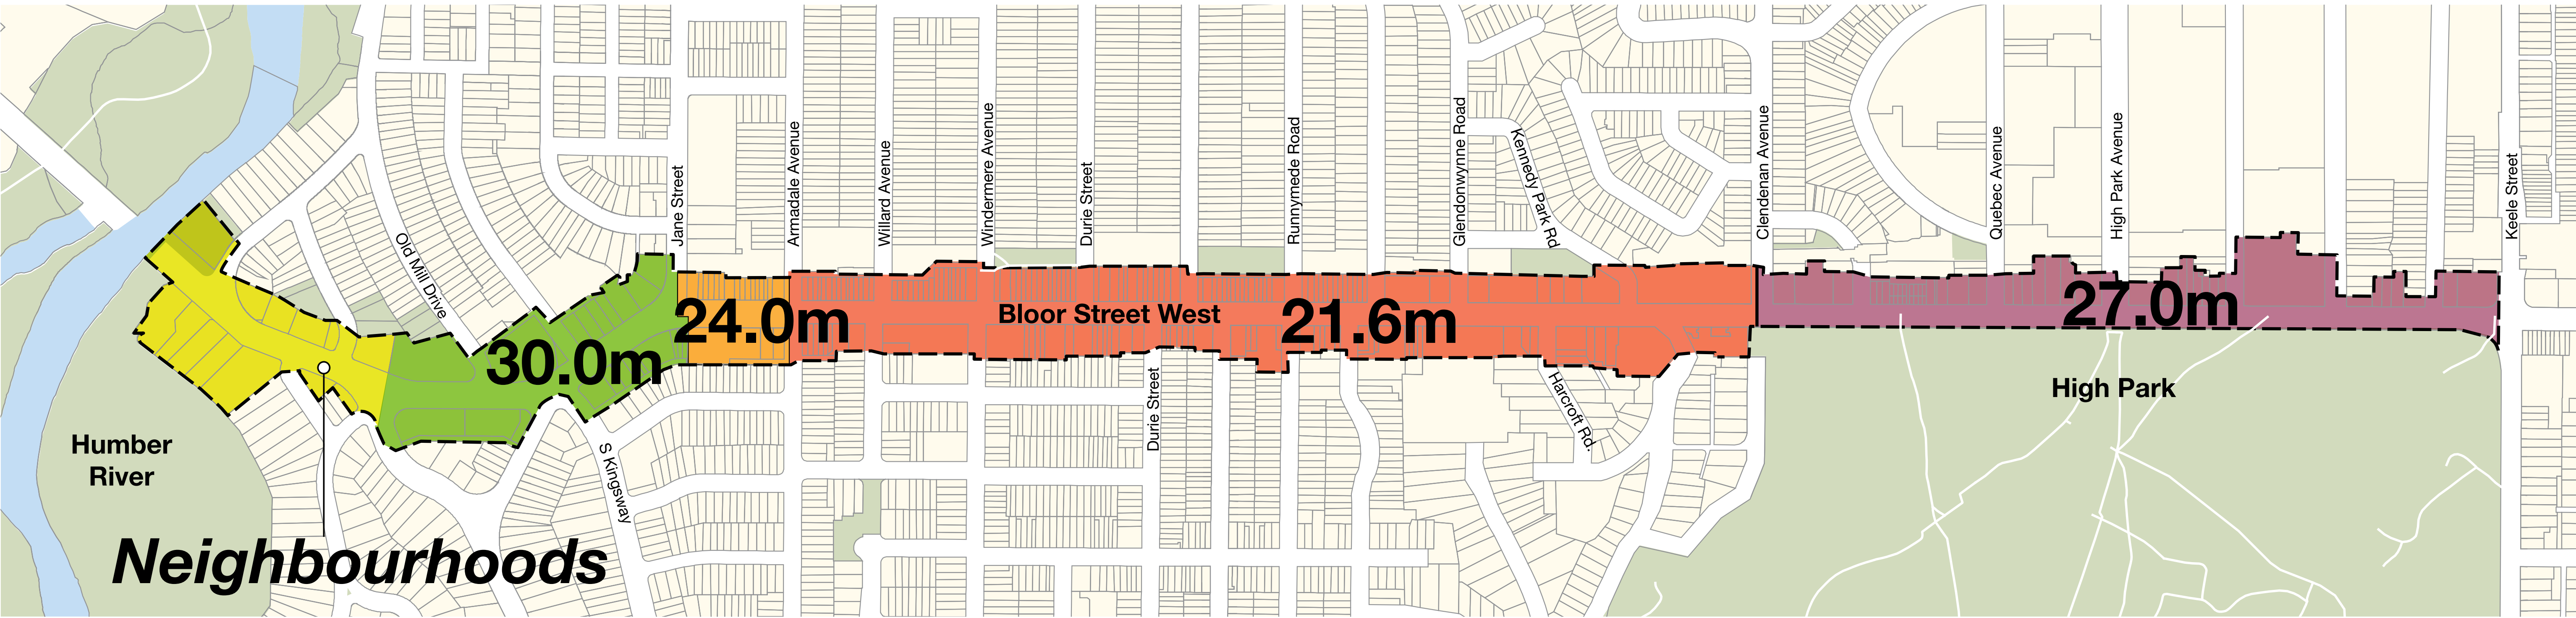 Jane Street
Armadale Avenue
Willard Avenue
Windermere Avenue
Durie Street
Runnymede Road
Glendonwynne Road
Kennedy Park Rd
Clendenan Avenue
Quebec Avenue
High Park Avenue
Keele Street
Old Mill Drive
30.0m
24.0m
Bloor Street West
21.6m
27.0m
Durie Street
Harcroft Rd.
High Park
Humber
River
S Kingsway
Neighbourhoods